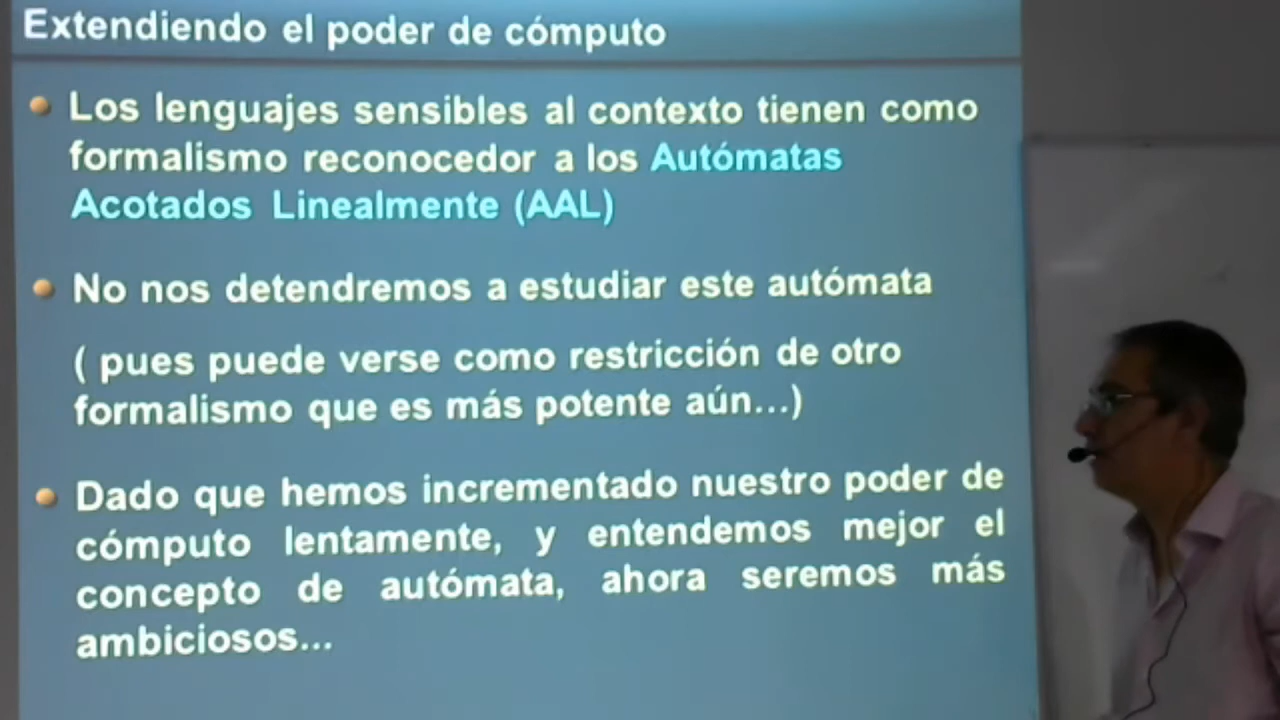 Extendiendo el poder de cómputo
Los lenguajes sensibles al contexto tienen como
formalismo reconocedor a los Autómatas
Acotados Linealmente (AAL)
No nos detendremos a estudiar este autómata
( pues puede verse como restricción de otro
formalismo que es más potente aún...)
Dado que hemos incrementado nuestro poder de
cómputo lentamente, y entendemos mejor el
concepto de autómata, ahora seremos más
ambiciosos...